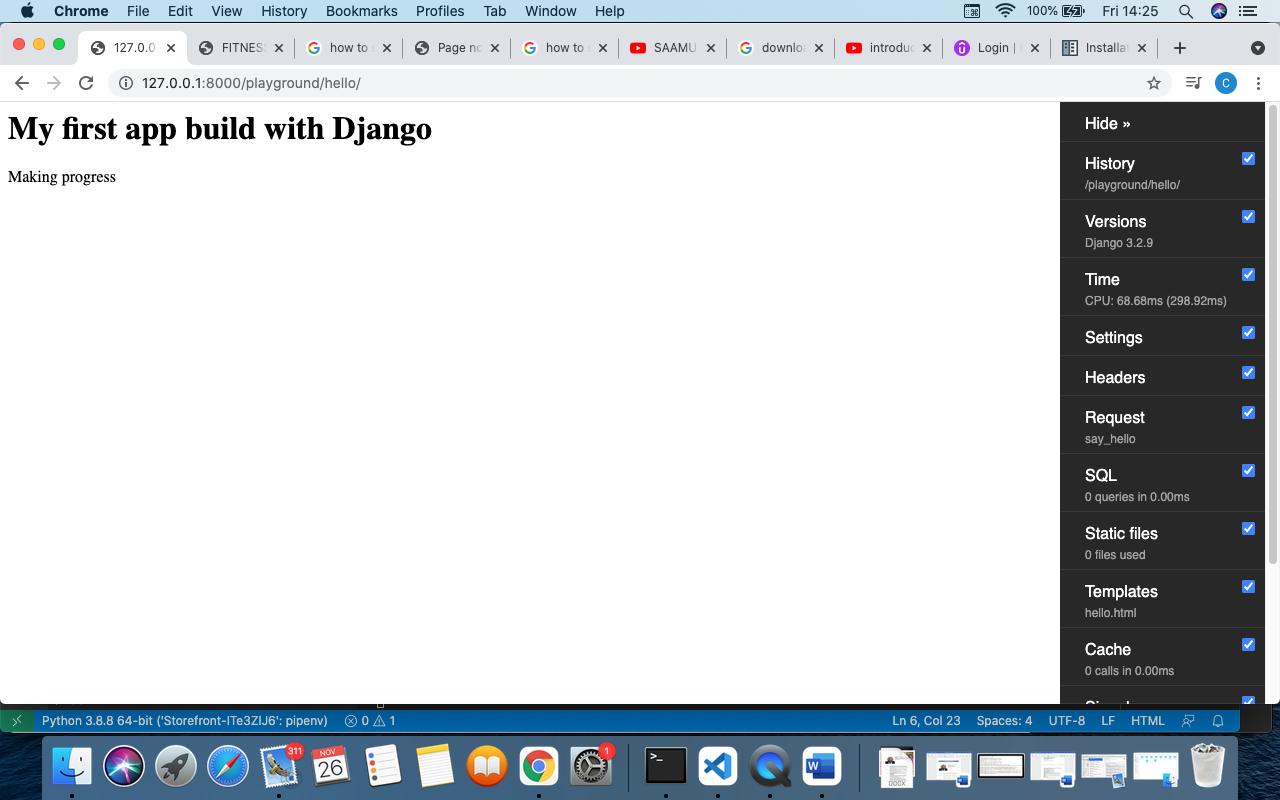 Chrome File Edit View History Bookmarks Profiles Tab Window Help 100% Fri 14:25
127.0.0 FITNES how to Page no how to SAAMU downlo introduc Login | Installat
127.0.0.1:8000/playground/hello/ C
My first app build with Django
Making progress
Hide »
History
/playground/hello/
Versions
Django 3.2.9
Time
CPU: 68.68ms (298.92ms)
Settings
Headers
Request
say_hello
SQL
0 queries in 0.00ms
Static files
0 files used
Templates
hello.html
Cache
0 calls in 0.00ms
Python 3.8.8 64-bit ('Storefront-ITe3ZlJ6': pipenv) 0 1 Ln 6, Col 23 Spaces: 4 UTF-8 LF HTML
311 NOV 26 1 >_ W DOCX